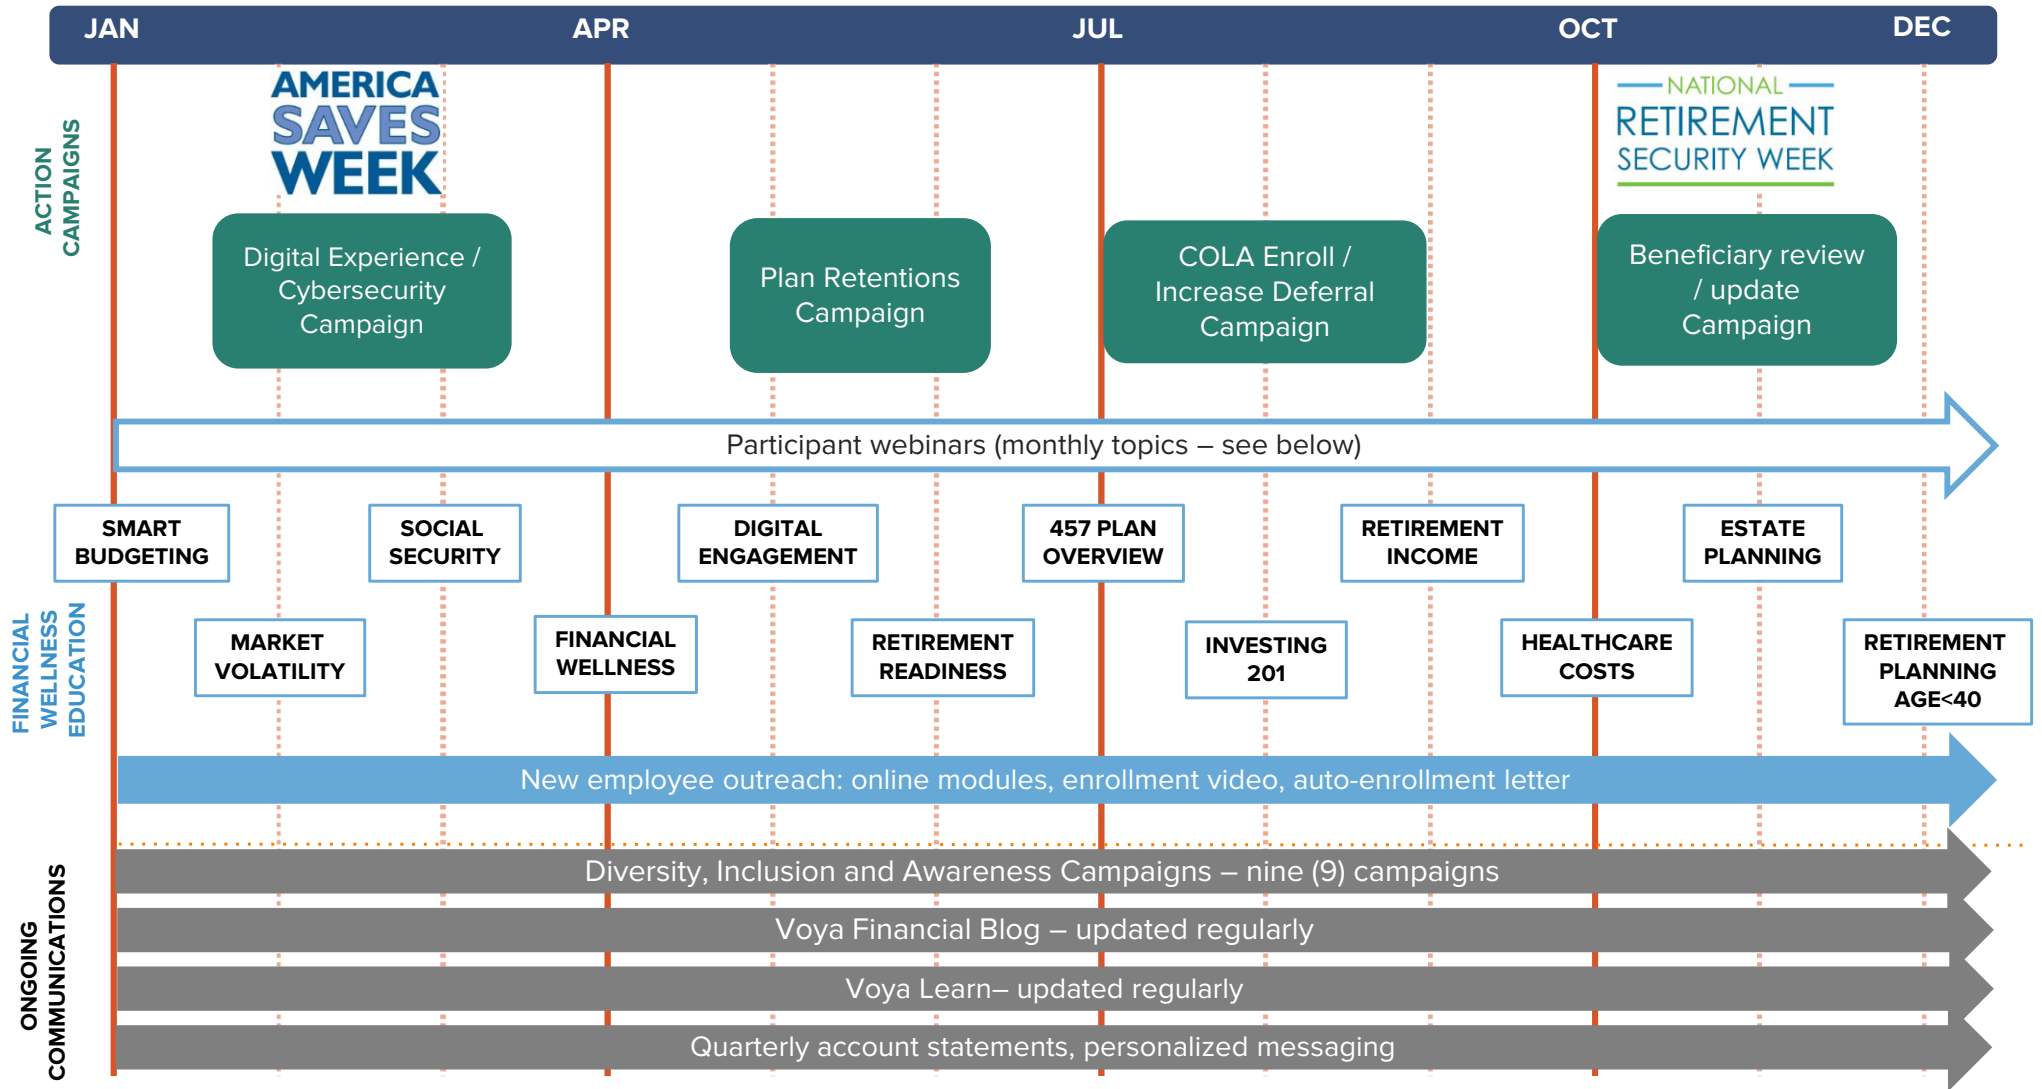 JAN
APR
JUL
OCT
DEC
ACTION
CAMPAIGNS
AMERICA
SAVES
WEEK
NATIONAL
RETIREMENT
SECURITY WEEK
Digital Experience /
Cybersecurity
Campaign
Plan Retentions
Campaign
COLA Enroll /
Increase Deferral
Campaign
Beneficiary review
/ update
Campaign
Participant webinars (monthly topics – see below)
FINANCIAL
WELLNESS
EDUCATION
SMART
BUDGETING
MARKET
VOLATILITY
SOCIAL
SECURITY
FINANCIAL
WELLNESS
DIGITAL
ENGAGEMENT
RETIREMENT
READINESS
457 PLAN
OVERVIEW
INVESTING
201
RETIREMENT
INCOME
HEALTHCARE
COSTS
ESTATE
PLANNING
RETIREMENT
PLANNING
AGE<40
New employee outreach: online modules, enrollment video, auto-enrollment letter
ONGOING
COMMUNICATIONS
Diversity, Inclusion and Awareness Campaigns – nine (9) campaigns
Voya Financial Blog – updated regularly
Voya Learn– updated regularly
Quarterly account statements, personalized messaging